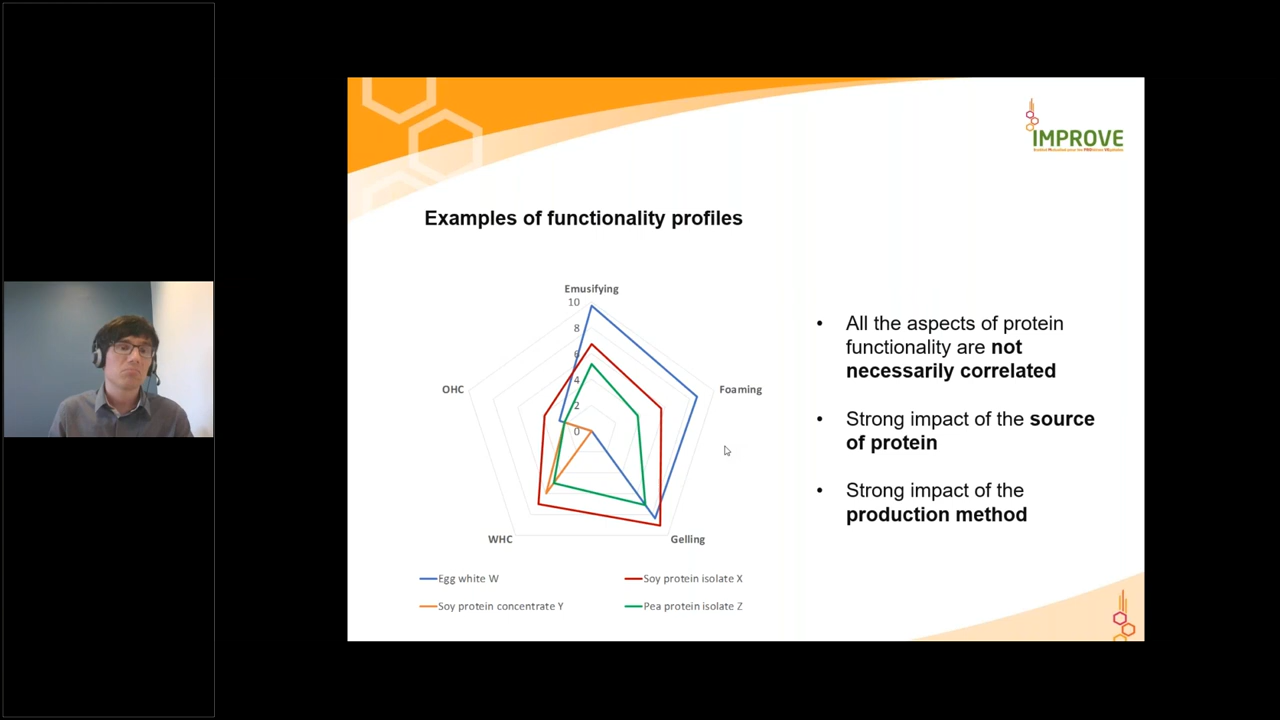 IMPROVE
Examples of functionality profiles
Emusifying
10
8
6
4
2
0
OHC
Foaming
WHC
Gelling
Egg white W
Soy protein isolate X
Soy protein concentrate Y
Pea protein isolate Z
• All the aspects of protein
functionality are not
necessarily correlated
• Strong impact of the source
of protein
• Strong impact of the
production method